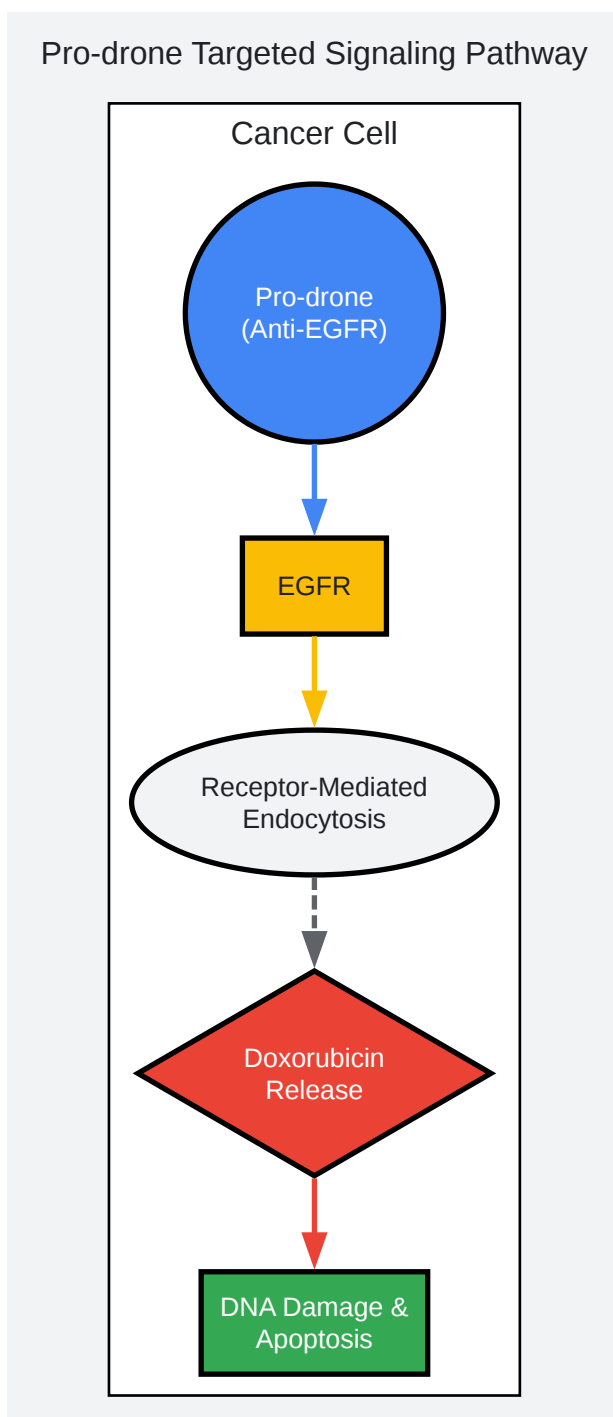 Pro-drone Targeted Signaling Pathway
Cancer Cell
Pro-drone
(Anti-EGFR)
EGFR
Receptor-Mediated
Endocytosis
Doxorubicin
Release
DNA Damage &
Apoptosis